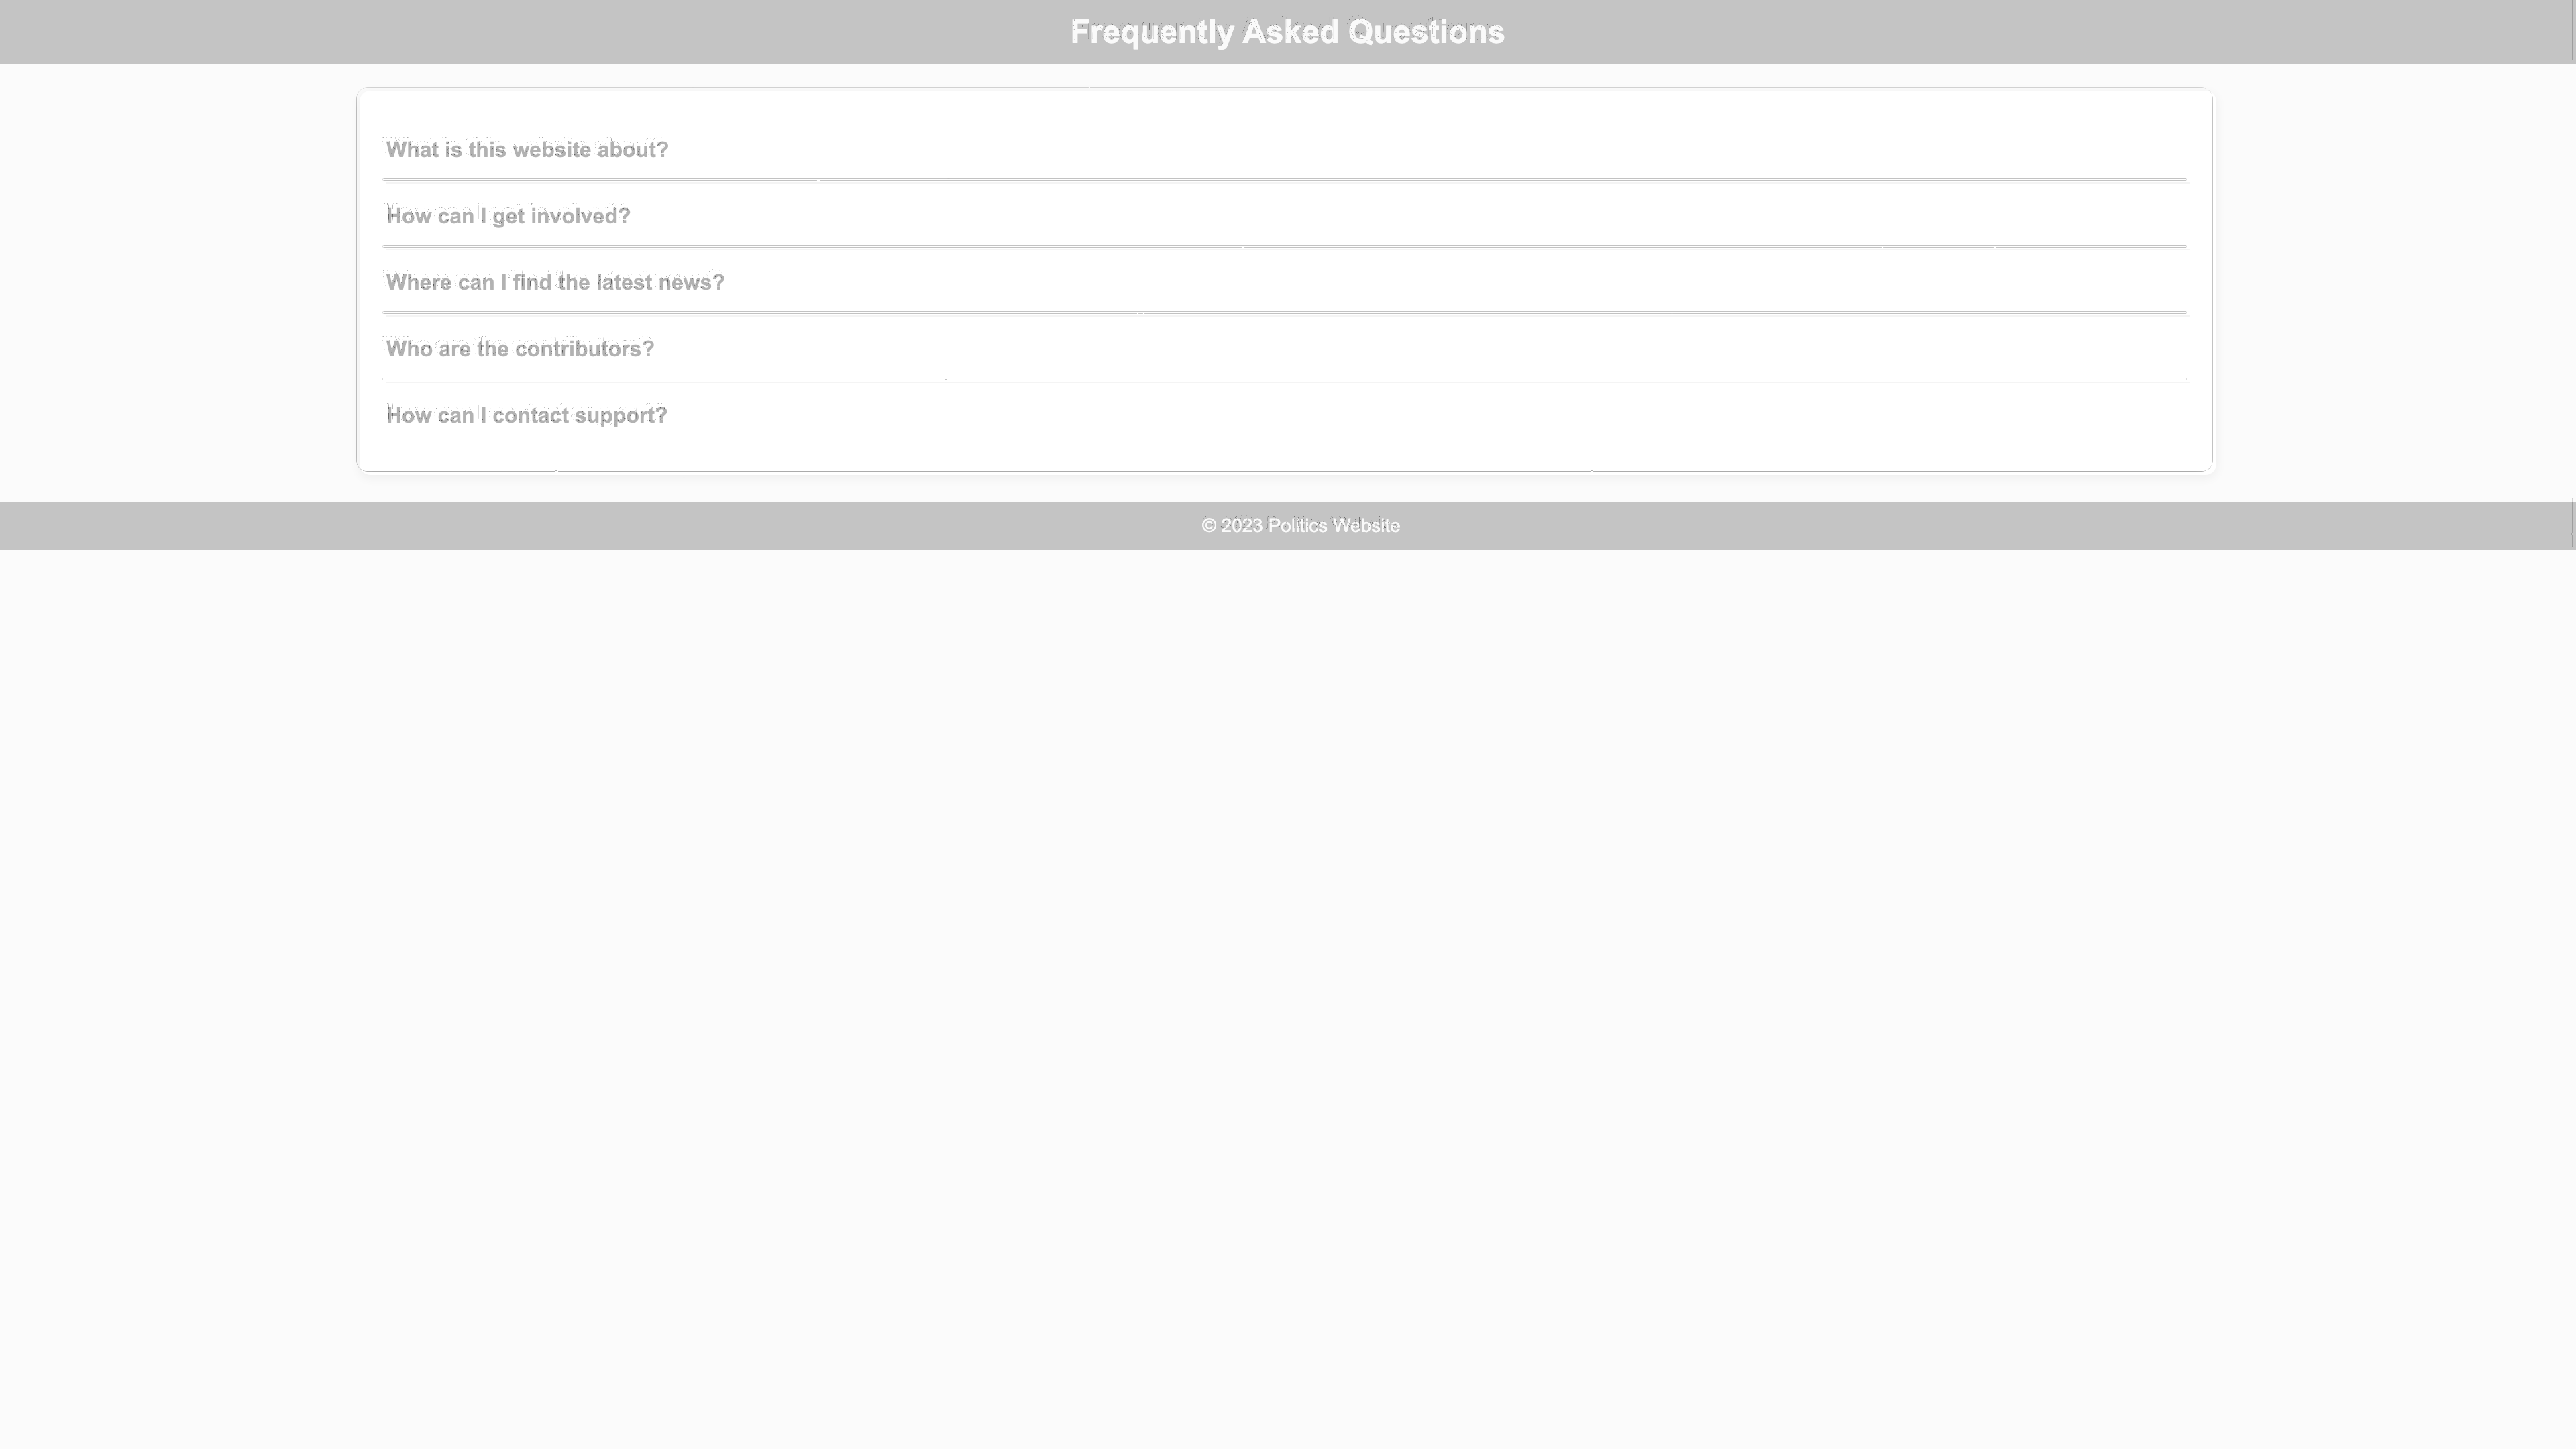 Frequently Asked Questions
What is this website about?
How can I get involved?
Where can I find the latest news?
Who are the contributors?
How can I contact support?
© 2023 Politics Website